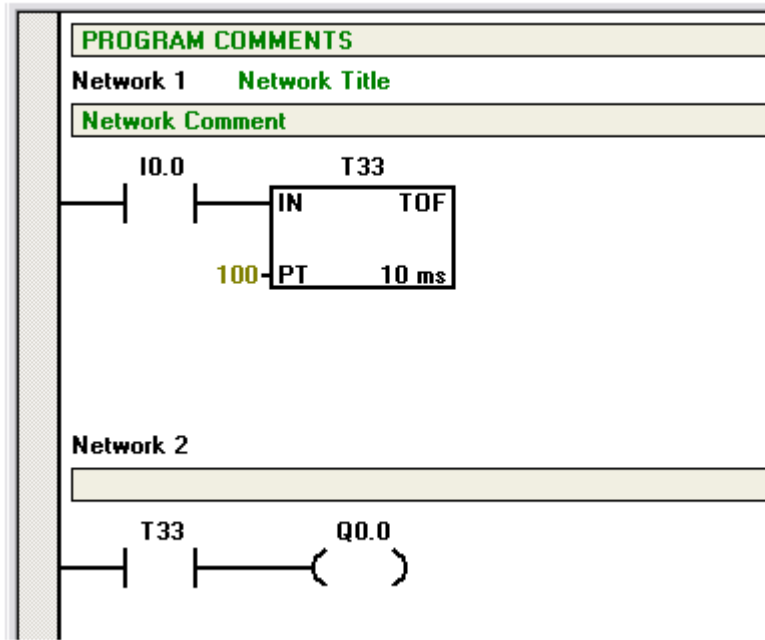 PROGRAM COMMENTS
Network 1 Network Title
Network Comment
I0.0 T33
IN TOF
100 PT 10 ms
Network 2
T33 Q0.0